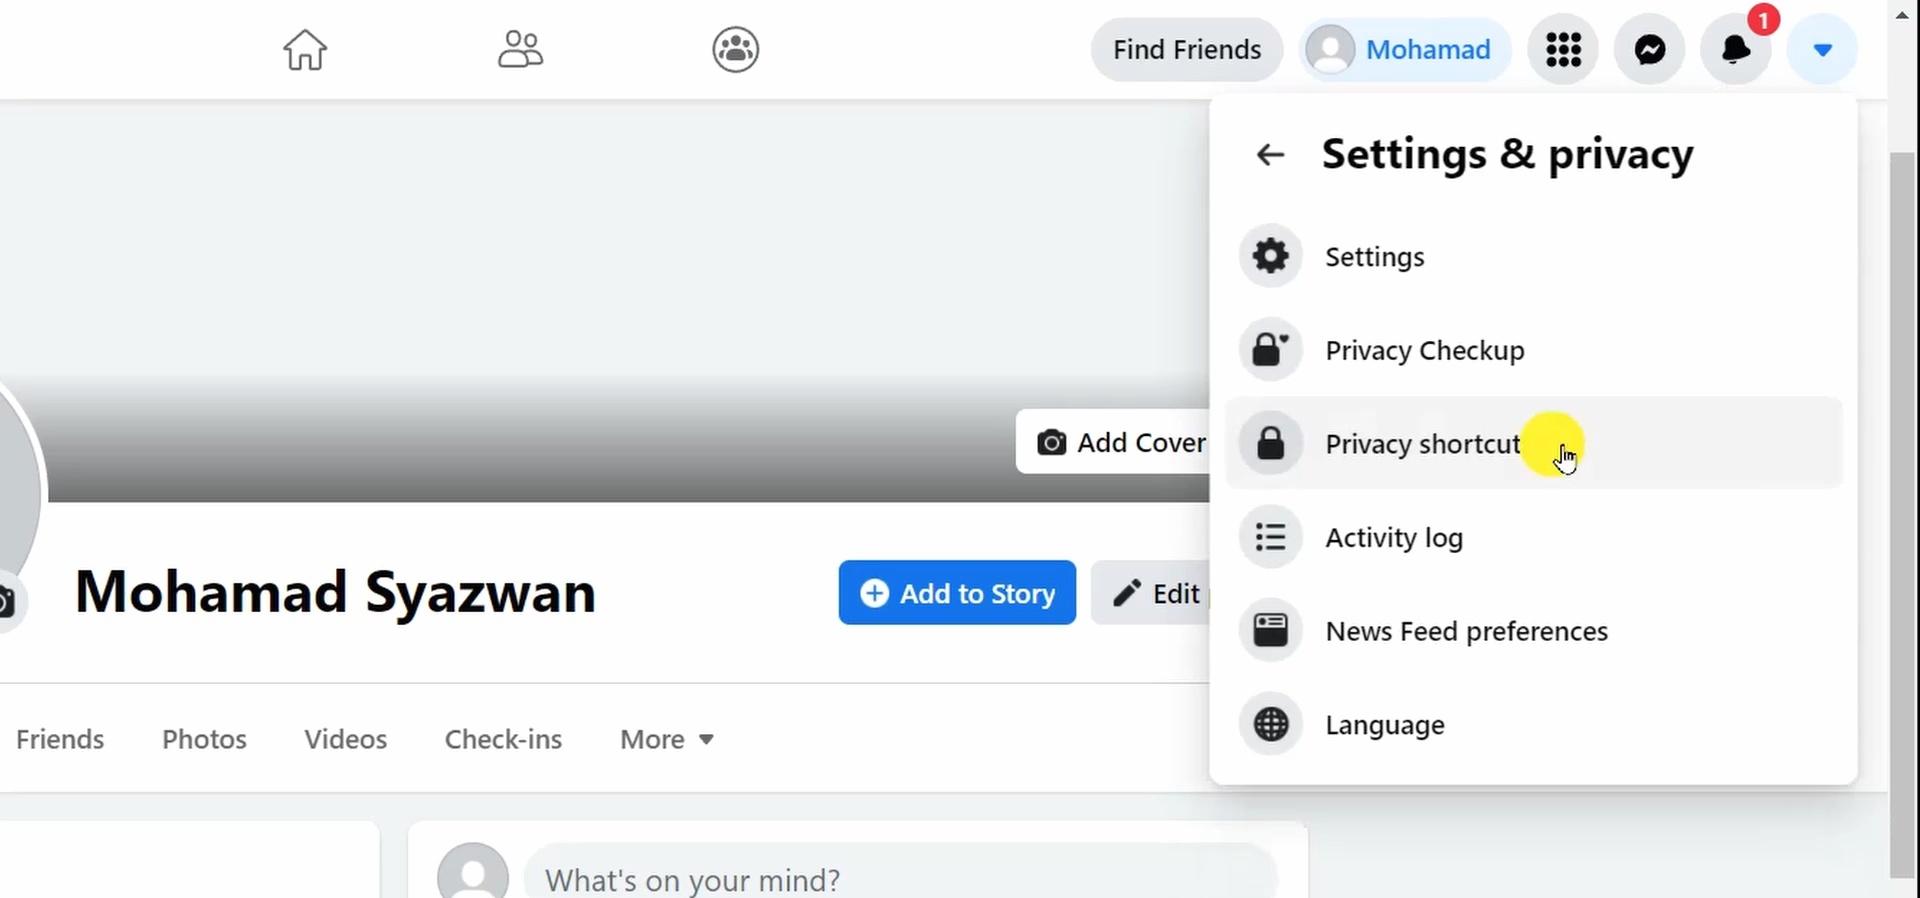 Find Friends
Mohamad
1
Settings & privacy
Settings
Privacy Checkup
Privacy shortcut
Activity log
News Feed preferences
Language
Add Cover
Mohamad Syazwan
Add to Story
Edit
Friends
Photos
Videos
Check-ins
More
What's on your mind?